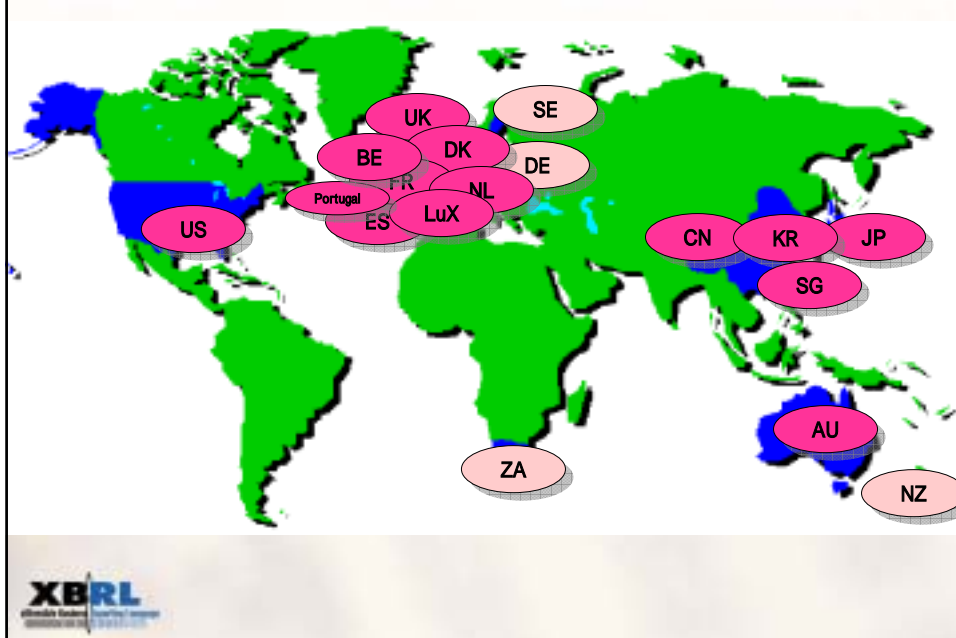 SE
UK
DK
BE
DE
FR
NL
Portugal
LuX
ES
US
CN
KR
JP
SG
AU
ZA
NZ
XBRL